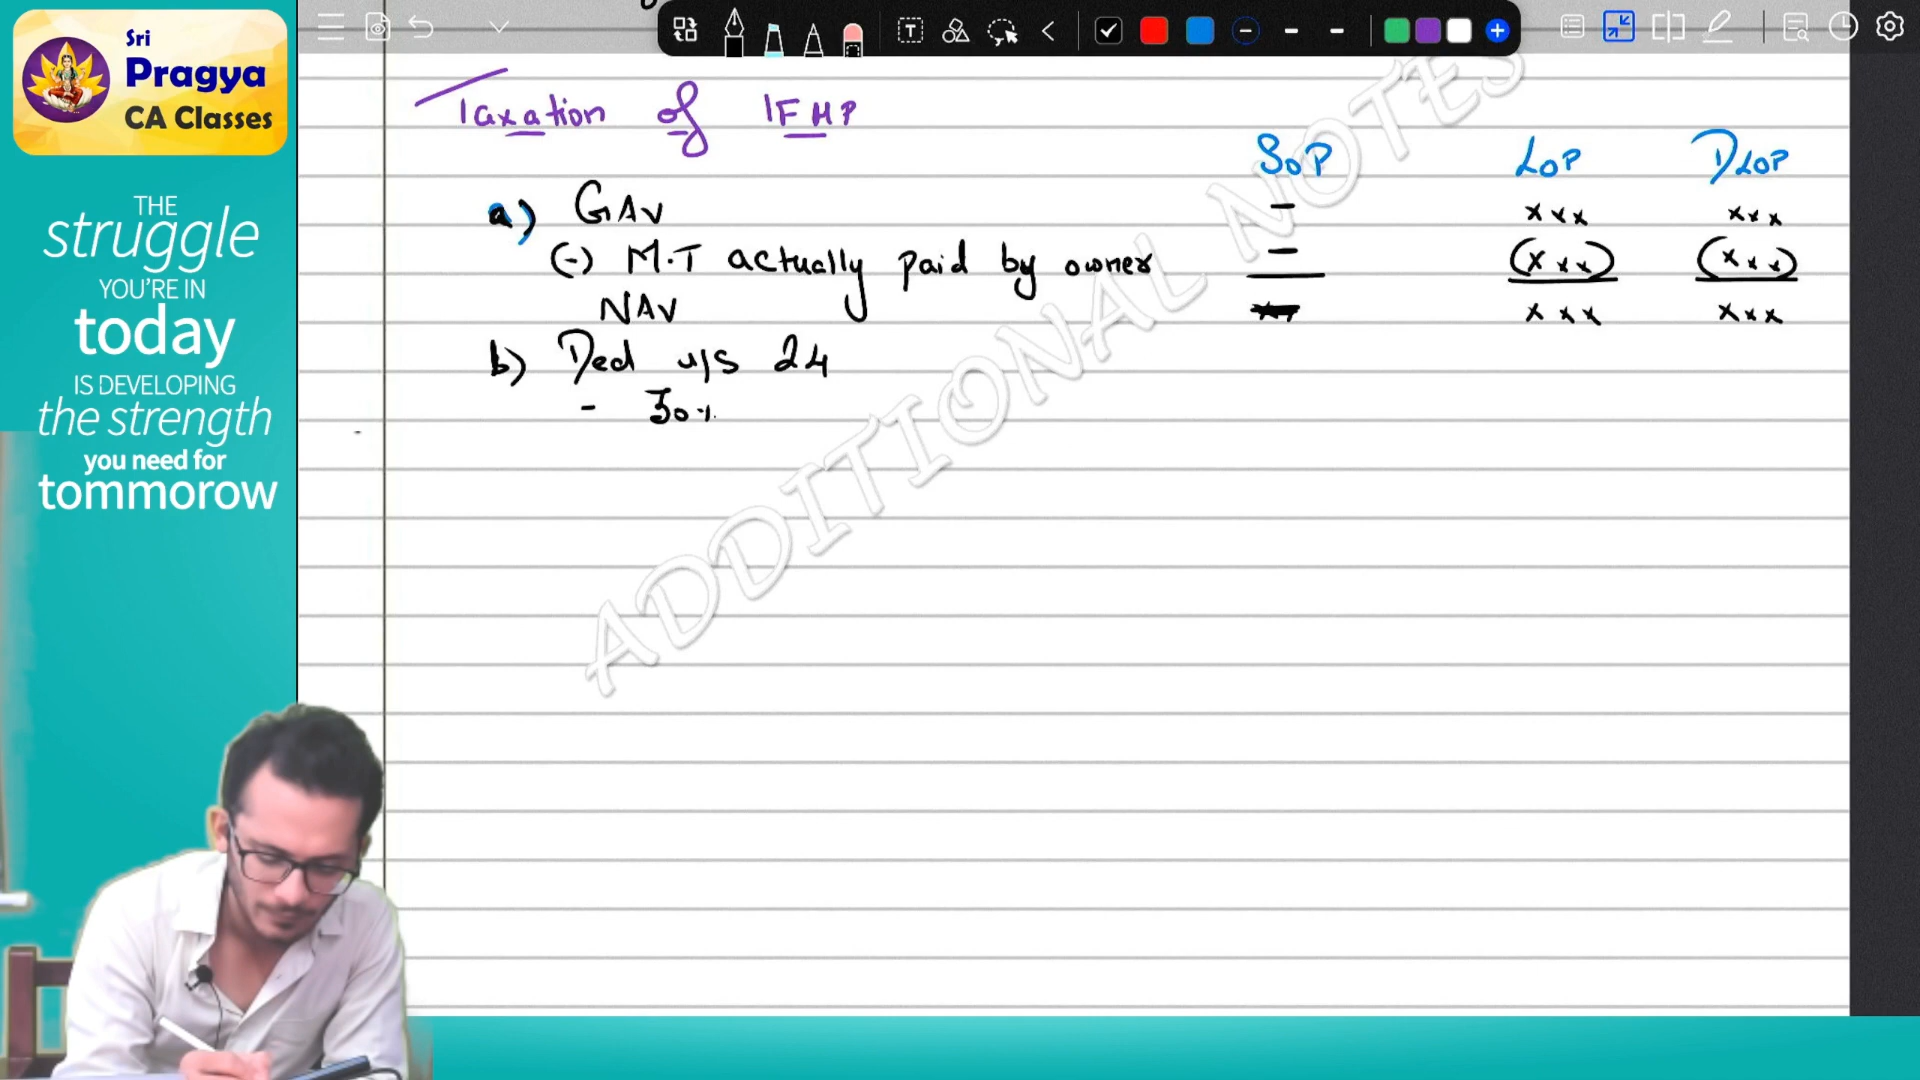 Sri
Pragya
CA Classes
THE
struggle
YOU'RE IN
today
IS DEVELOPING
the strength
you need for
tommorow
Taxation of IFHP
SOP LOP DLOP
a) GAV - xxx xxx
(-) M.T actually paid by owner - (xxx) (xxx)
NAV xxx xxx
b) Ded u/s 24
- 30%
ADDITIONAL NOTES